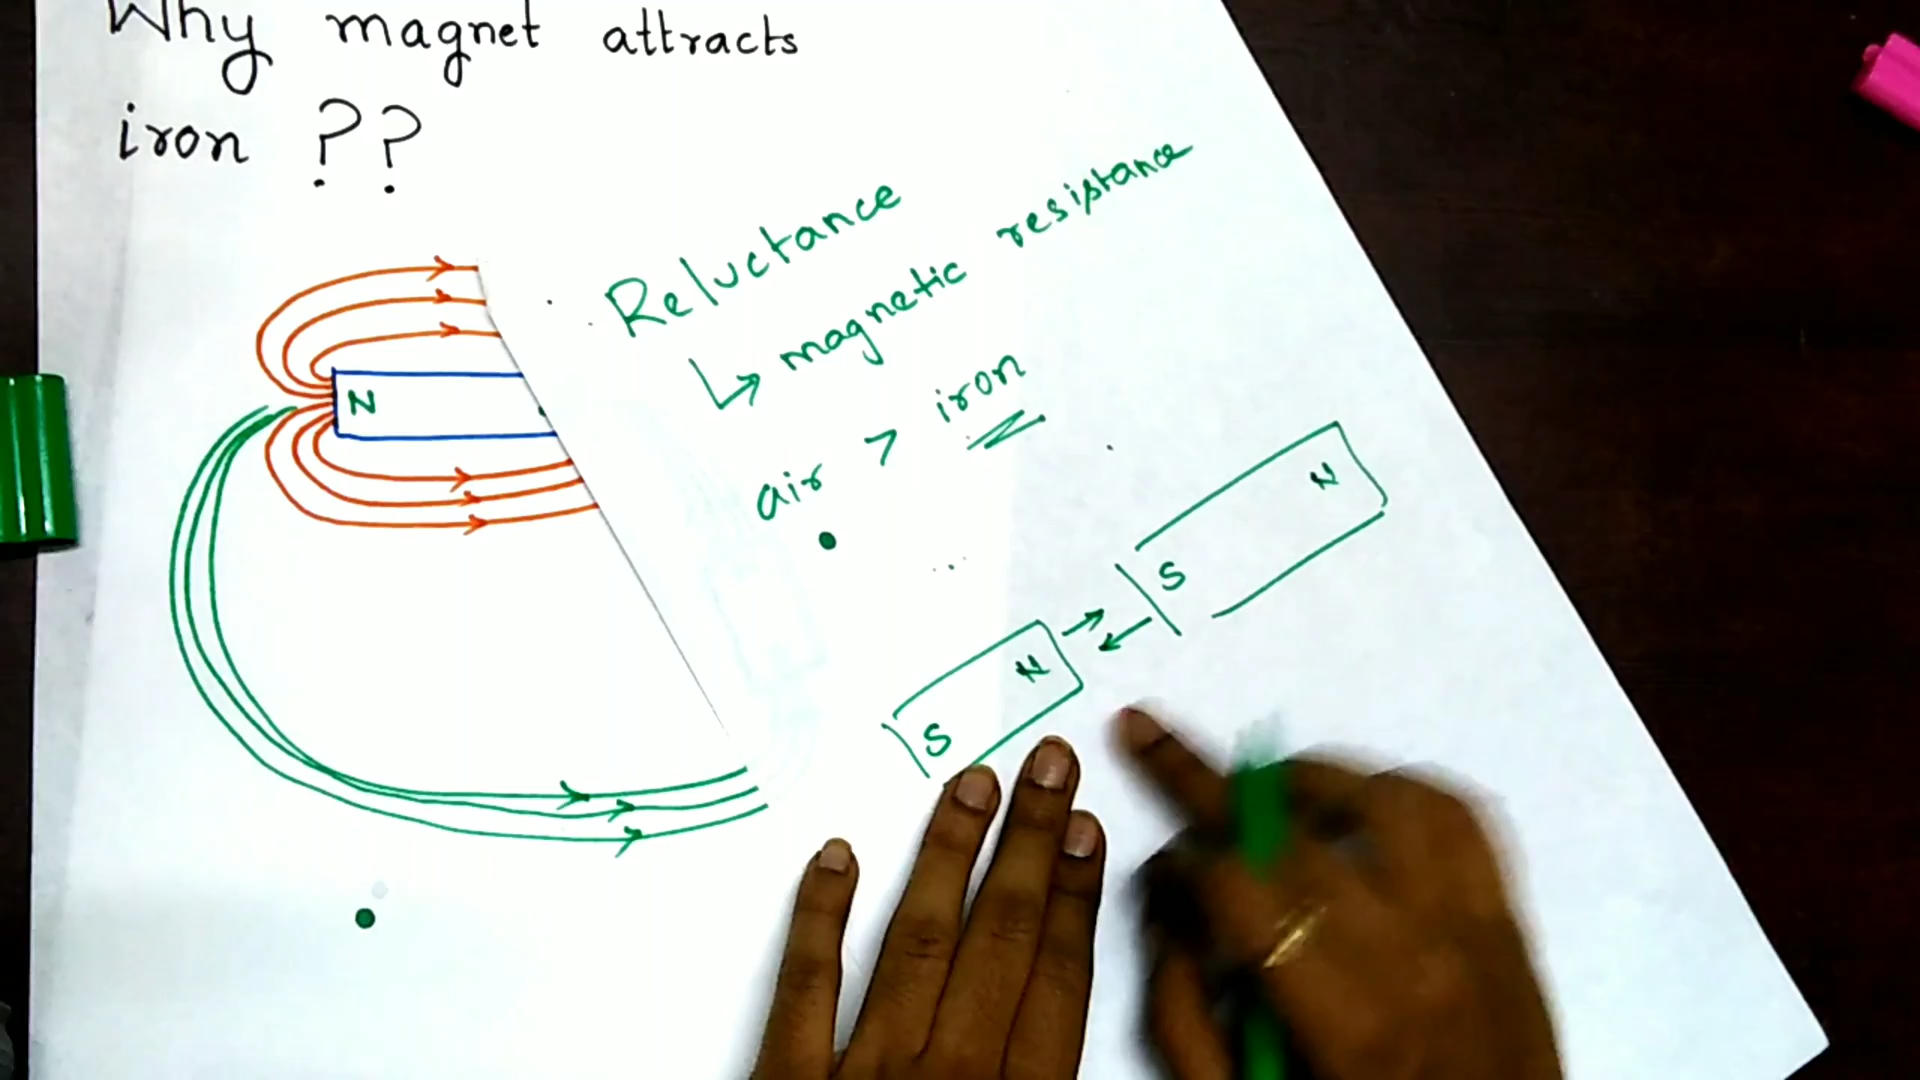 Why magnet attracts
iron ??
Reluctance
↳ magnetic resistance
air > iron
N
N
S
N
S